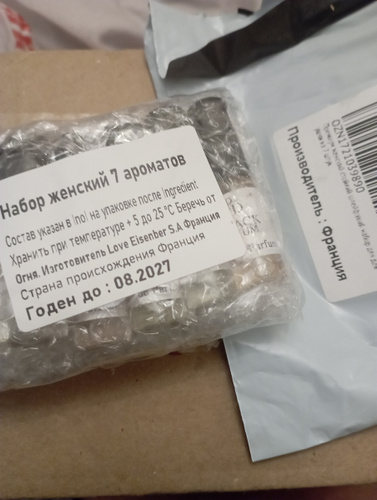 Набор женский 7 ароматов
Состав указан в inci на упаковке после ingredient
Хранить при температуре + 5 до 25°C Беречь от
Огня. Изготовитель Love Eisenber S.A Франция
Страна происхождения Франция
Годен до : 08.2027
OZN1721039890
Производитель : Франция